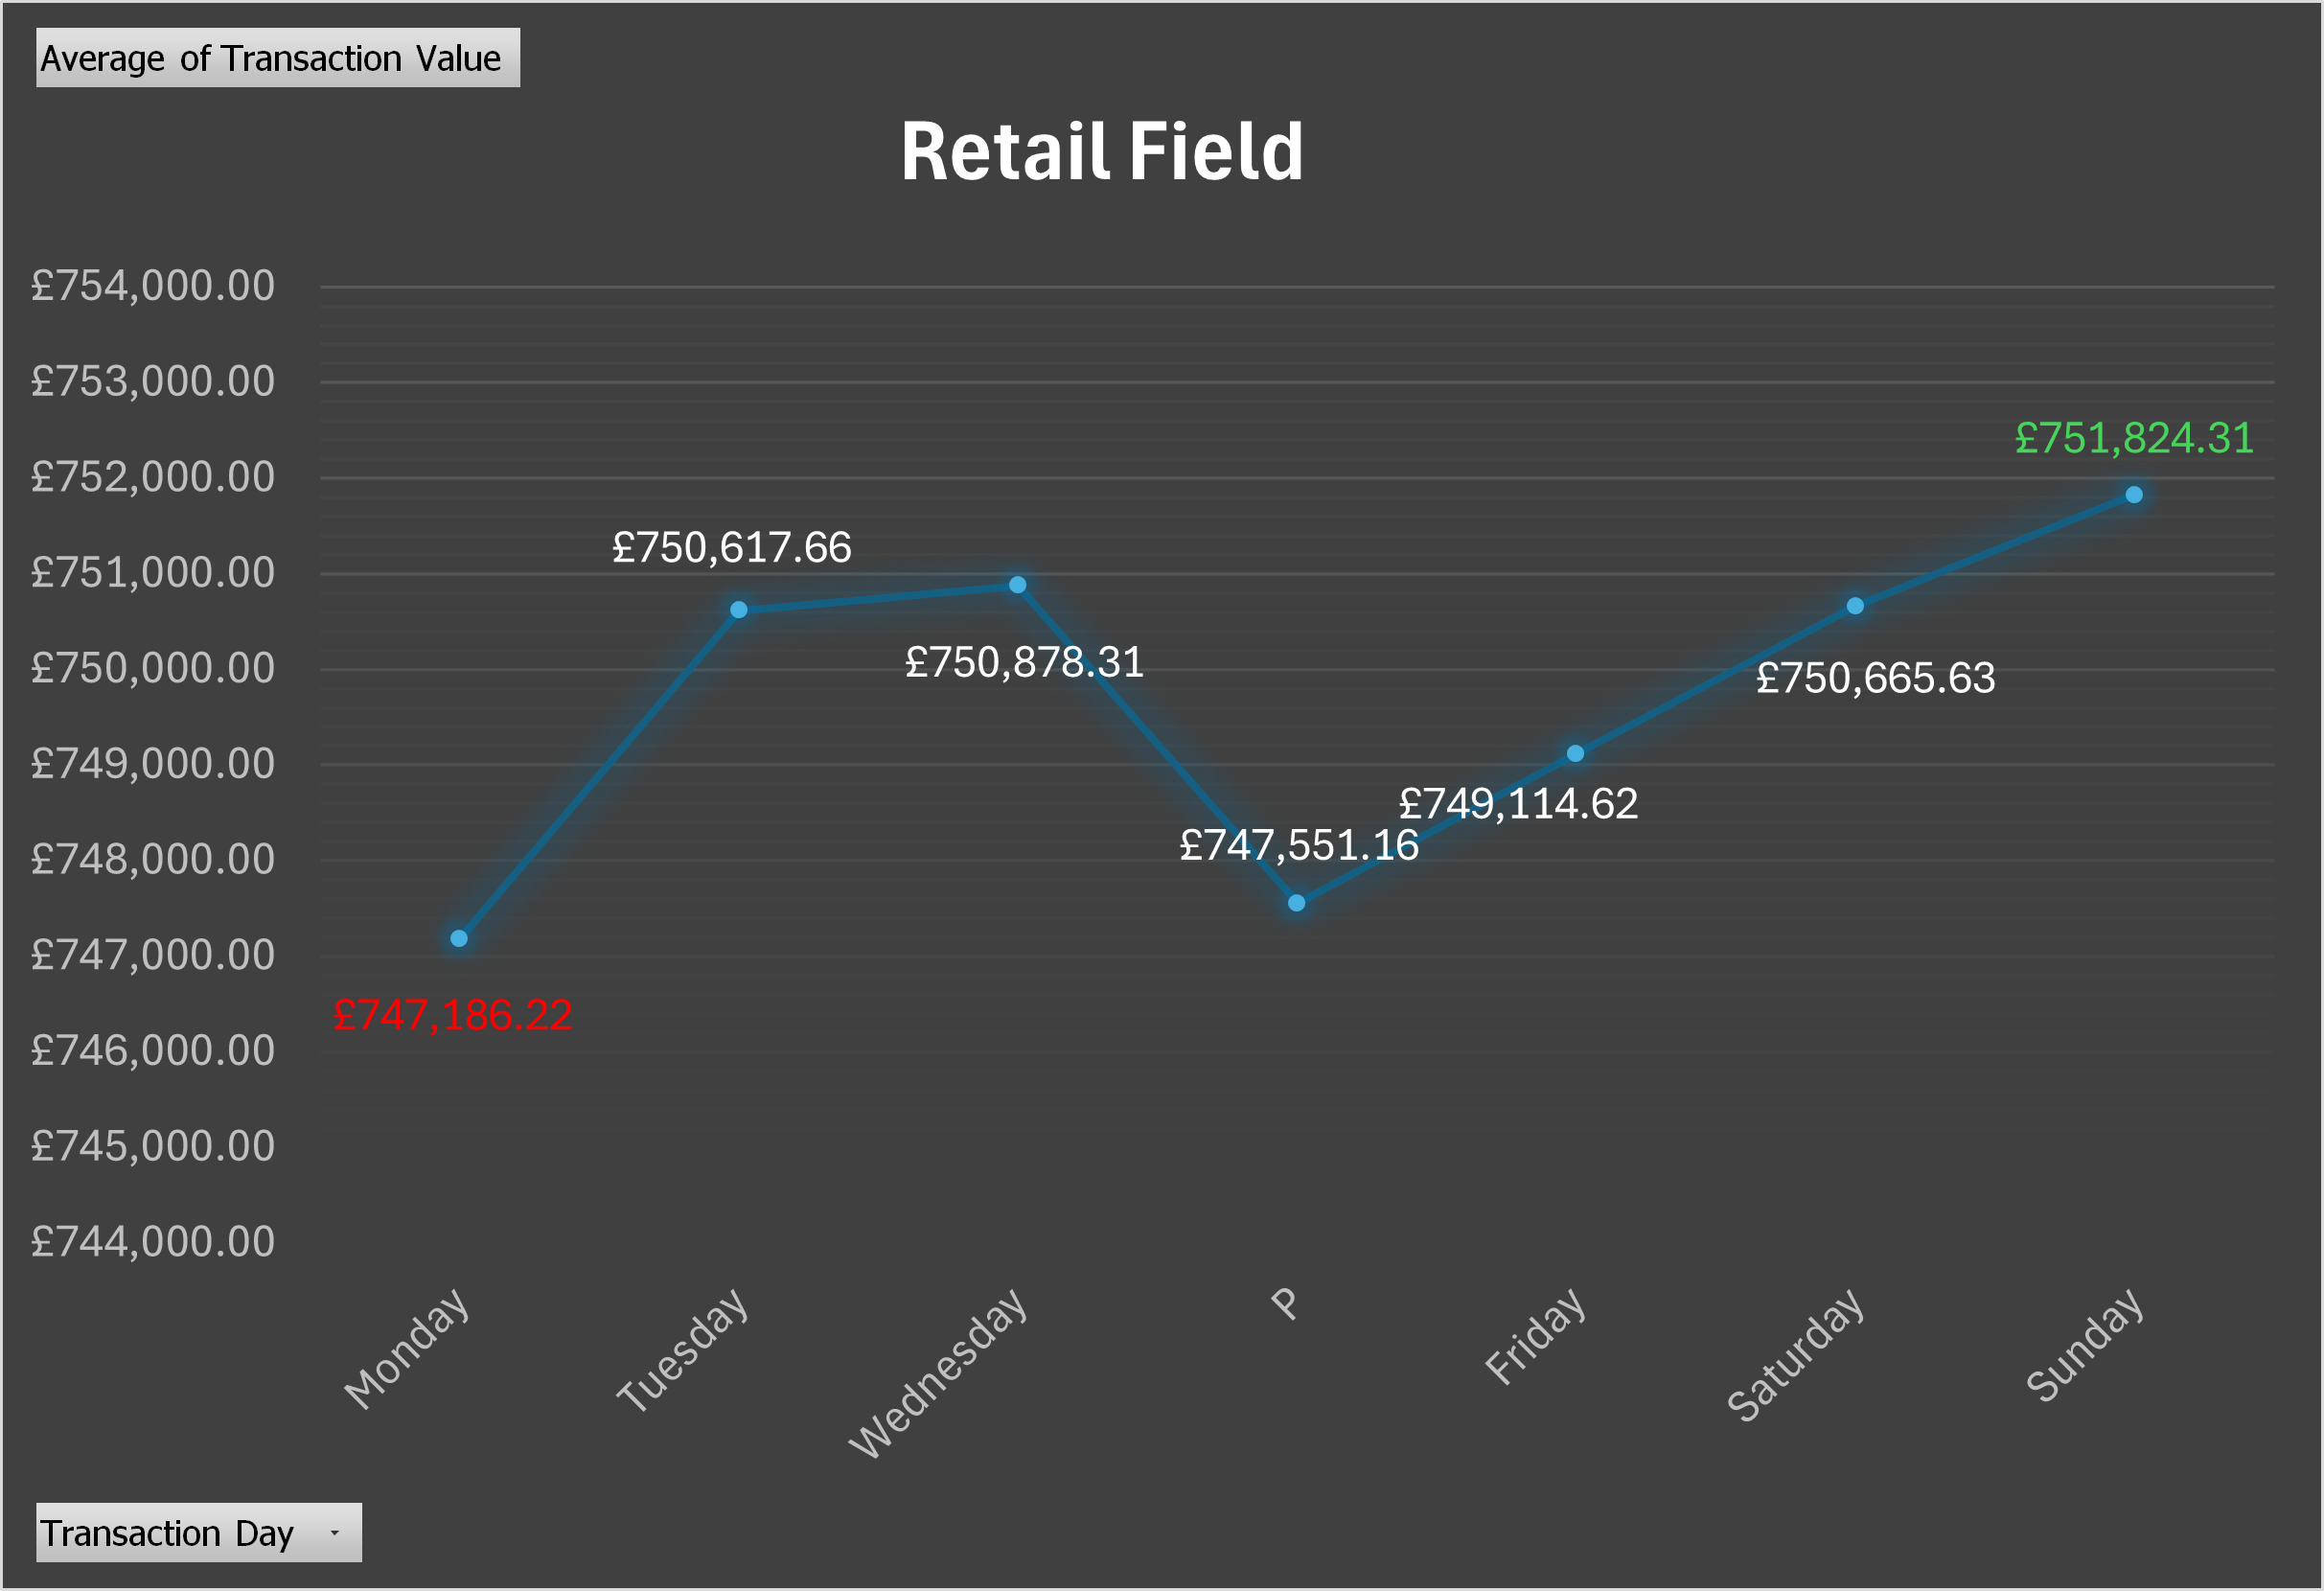 Average of Transaction Value
Retail Field
£754,000.00
£753,000.00
£752,000.00
£751,000.00
£750,000.00
£749,000.00
£748,000.00
£747,000.00
£746,000.00
£745,000.00
£744,000.00
£747,186.22
£750,617.66
£750,878.31
£747,551.16
£749,114.62
£750,665.63
£751,824.31
Monday
Tuesday
Wednesday
P
Friday
Saturday
Sunday
Transaction Day